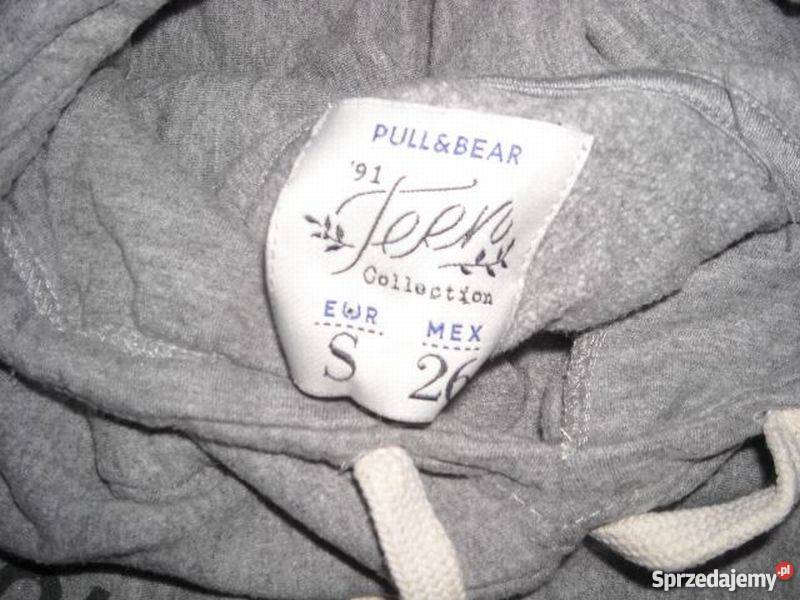 PULL&BEAR
'91
Teen
Collection
EUR MEX
S 26
Sprzedajemy.pl